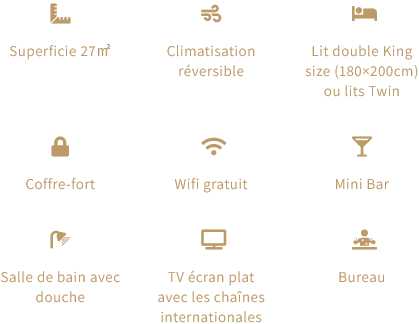 Superficie 27㎡
Climatisation
réversible
Lit double King
size (180×200cm)
ou lits Twin
Coffre-fort
Wifi gratuit
Mini Bar
Salle de bain avec
douche
TV écran plat
avec les chaînes
internationales
Bureau